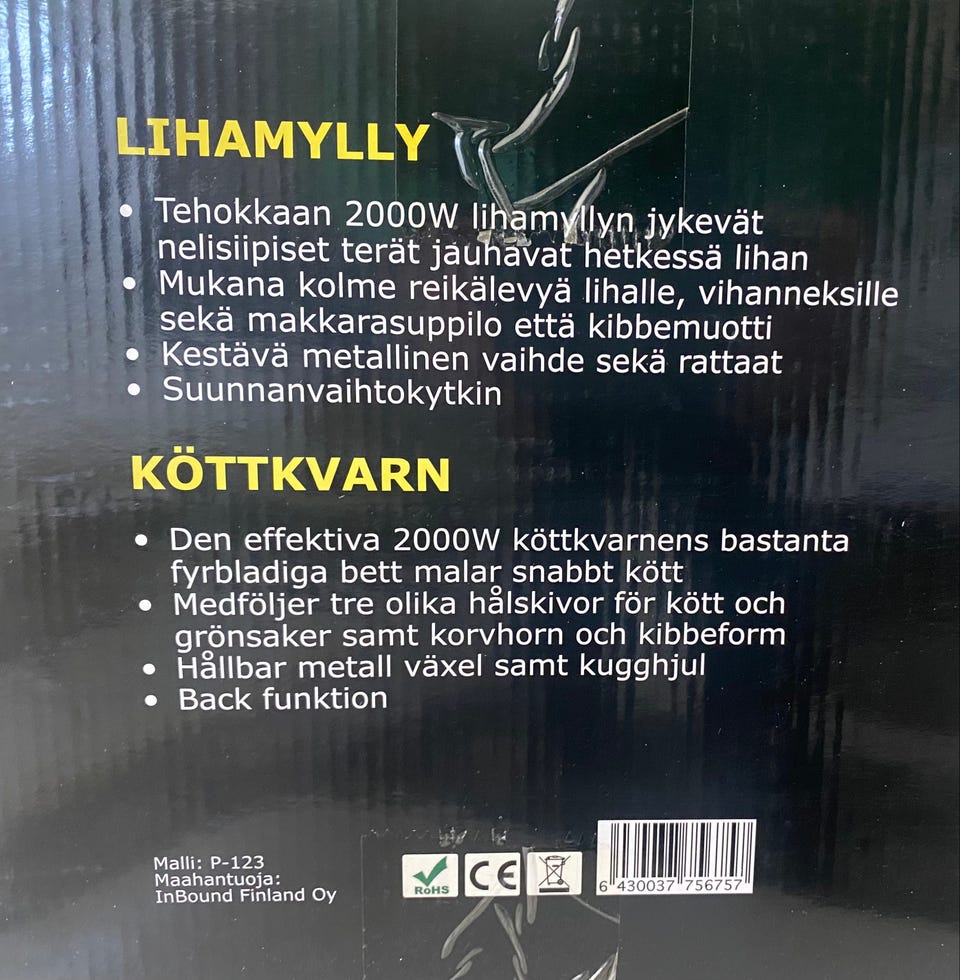 LIHAMYLLY
• Tehokkaan 2000W lihamyllyn jykevät
nelisiipiset terät jauhavat hetkessä lihan
• Mukana kolme reikälevyä lihalle, vihanneksille
sekä makkarasuppilo että kibbemuotti
• Kestävä metallinen vaihde sekä rattaat
• Suunnanvaihtokytkin
KÖTTKVARN
• Den effektiva 2000W köttkvarnens bastanta
fyrbladiga bett malar snabbt kött
• Medföljer tre olika hålskivor för kött och
grönsaker samt korvhorn och kibbeform
• Hållbar metall växel samt kugghjul
• Back funktion
Malli: P-123
Maahantuoja:
InBound Finland Oy
RoHS
CE
6 430037 756757